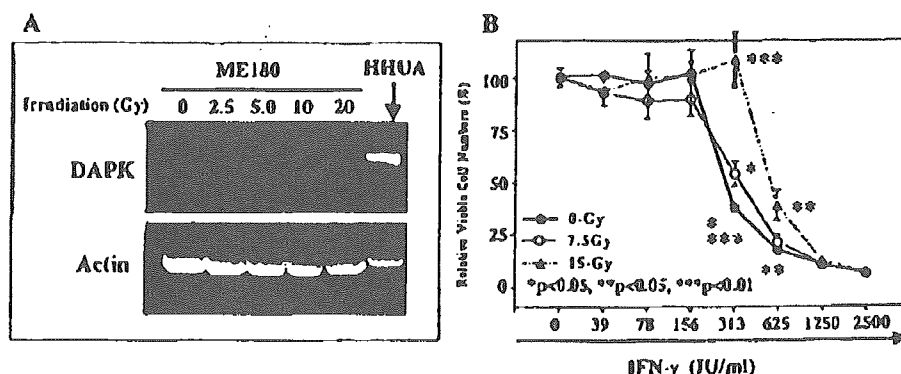 A
ME180
HHUA
Irradiation (Gy)
0 2.5 5.0 10 20
DAPK
Actin
B
Relative Viable Cell Numbers (%)
100
75
50
25
0
***
*
**
*
***
**
0-Gy
7.5Gy
15-Gy
*p<0.05, **p<0.05, ***p<0.01
0 39 78 156 313 625 1250 2500
IFN-γ (IU/ml)